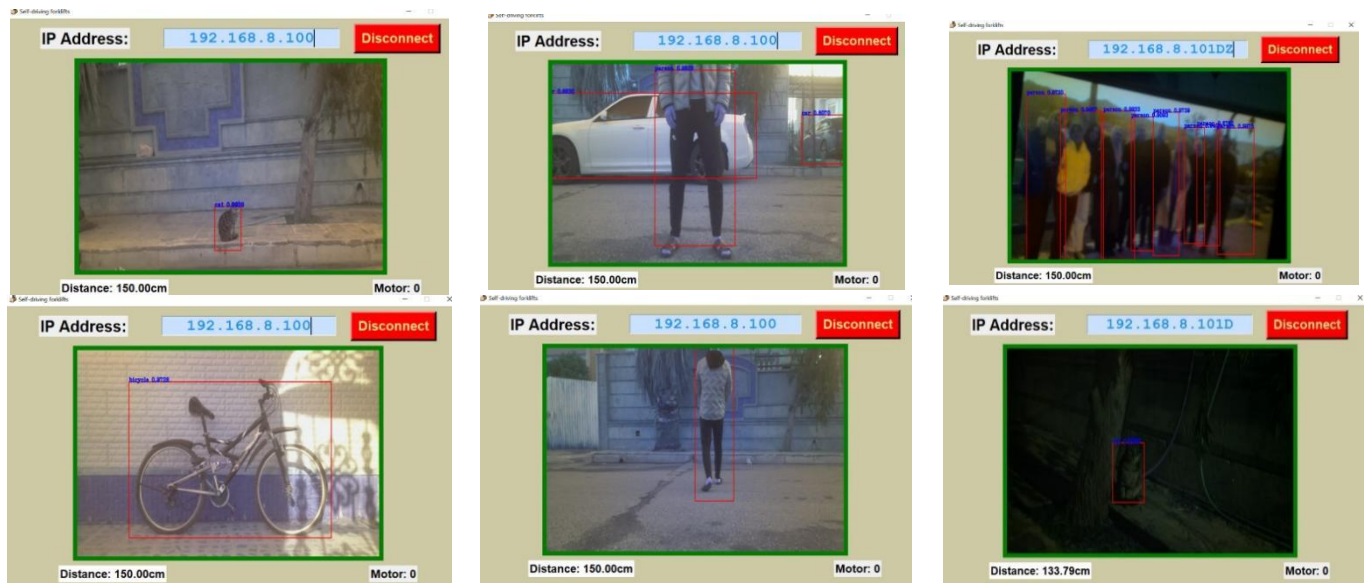 Self-driving forklifts
IP Address: 192.168.8.100 Disconnect
Distance: 150.00cm Motor: 0
Self-driving forklifts
IP Address: 192.168.8.100 Disconnect
Distance: 150.00cm Motor: 0
Self-driving forklifts
IP Address: 192.168.8.101DZ Disconnect
Distance: 150.00cm Motor: 0
Self-driving forklifts
IP Address: 192.168.8.100 Disconnect
bicycle
Distance: 150.00cm Motor: 0
Self-driving forklifts
IP Address: 192.168.8.100 Disconnect
Distance: 150.00cm Motor: 0
Self-driving forklifts
IP Address: 192.168.8.101D Disconnect
Distance: 133.79cm Motor: 0